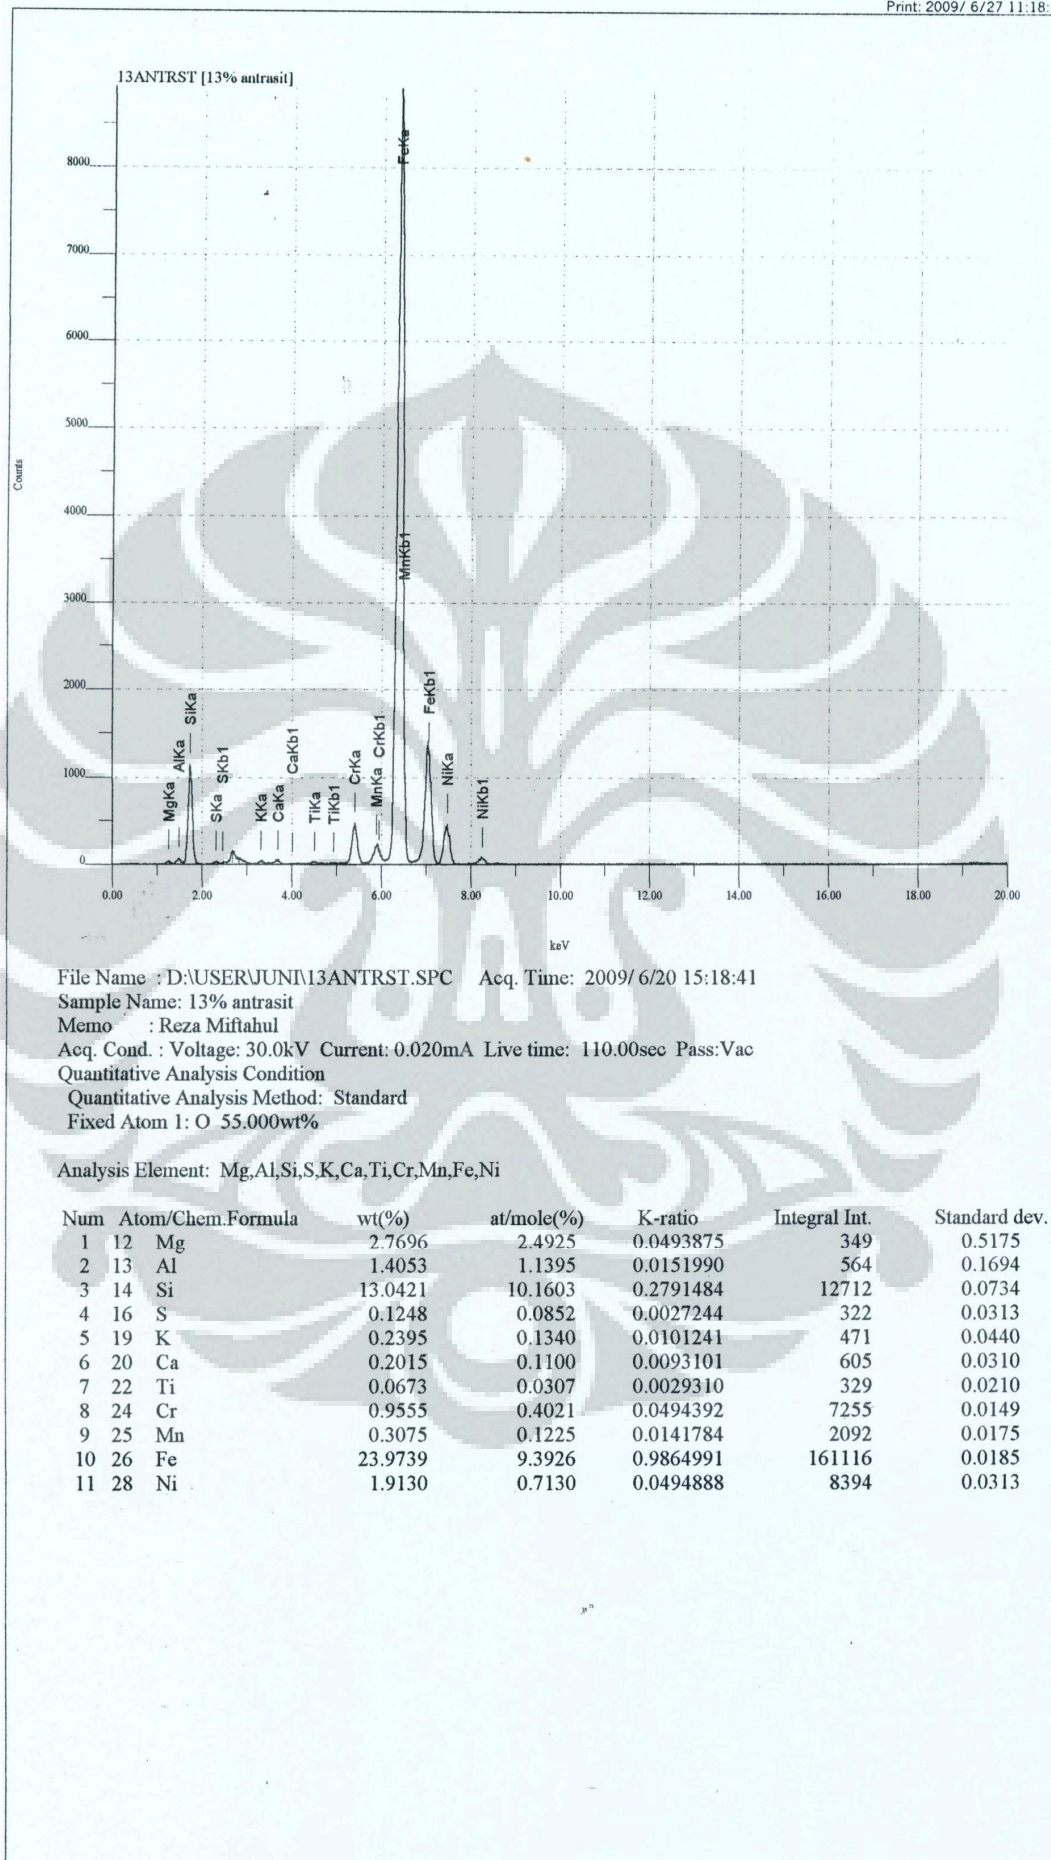 Print: 2009/ 6/27 11:18:
13ANTRST [13% antrasit]
8000
7000
6000
5000
4000
3000
2000
1000
0
Counts
MgKa
AlKa
SiKa
SKa
SKb1
KKa
CaKa
CaKb1
TiKa
TiKb1
CrKa
MnKa
CrKb1
FeKa
MnKb1
FeKb1
NiKa
NiKb1
0.00 2.00 4.00 6.00 8.00 10.00 12.00 14.00 16.00 18.00 20.00
keV
File Name : D:\USER\JUNI\13ANTRST.SPC Acq. Time: 2009/ 6/20 15:18:41
Sample Name: 13% antrasit
Memo : Reza Miftahul
Acq. Cond. : Voltage: 30.0kV Current: 0.020mA Live time: 110.00sec Pass:Vac
Quantitative Analysis Condition
Quantitative Analysis Method: Standard
Fixed Atom 1: O 55.000wt%
Analysis Element: Mg,Al,Si,S,K,Ca,Ti,Cr,Mn,Fe,Ni
Num Atom/Chem.Formula wt(%) at/mole(%) K-ratio Integral Int. Standard dev.
1 12 Mg 2.7696 2.4925 0.0493875 349 0.5175
2 13 Al 1.4053 1.1395 0.0151990 564 0.1694
3 14 Si 13.0421 10.1603 0.2791484 12712 0.0734
4 16 S 0.1248 0.0852 0.0027244 322 0.0313
5 19 K 0.2395 0.1340 0.0101241 471 0.0440
6 20 Ca 0.2015 0.1100 0.0093101 605 0.0310
7 22 Ti 0.0673 0.0307 0.0029310 329 0.0210
8 24 Cr 0.9555 0.4021 0.0494392 7255 0.0149
9 25 Mn 0.3075 0.1225 0.0141784 2092 0.0175
10 26 Fe 23.9739 9.3926 0.9864991 161116 0.0185
11 28 Ni 1.9130 0.7130 0.0494888 8394 0.0313